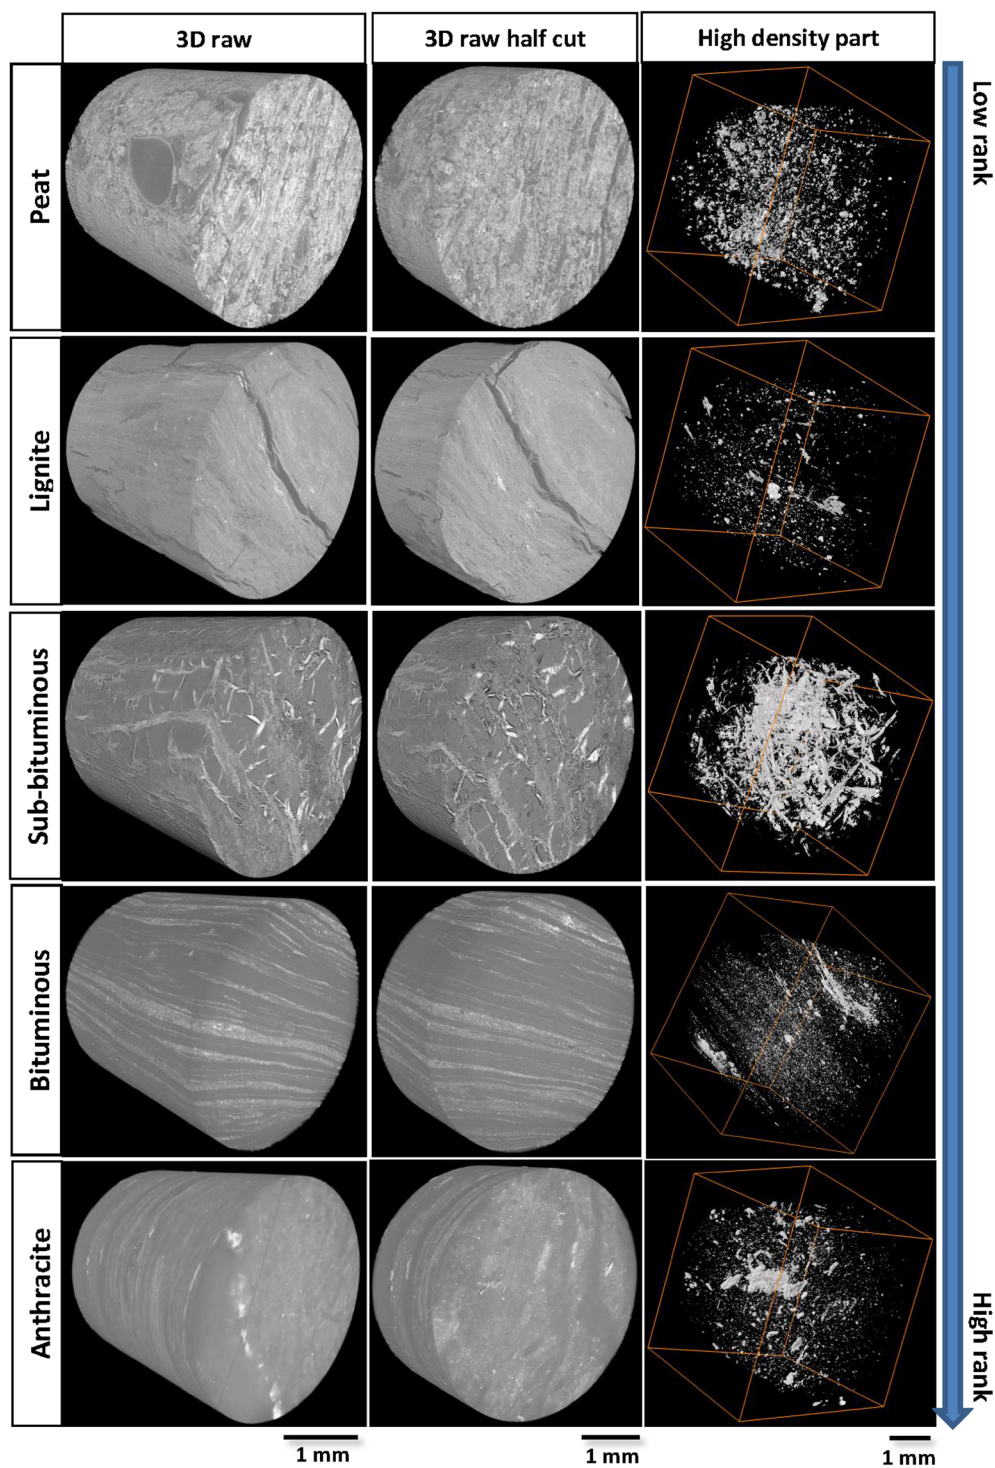 3D raw
3D raw half cut
High density part
Peat
Low rank
Lignite
Sub-bituminous
Bituminous
Anthracite
High rank
1 mm
1 mm
1 mm